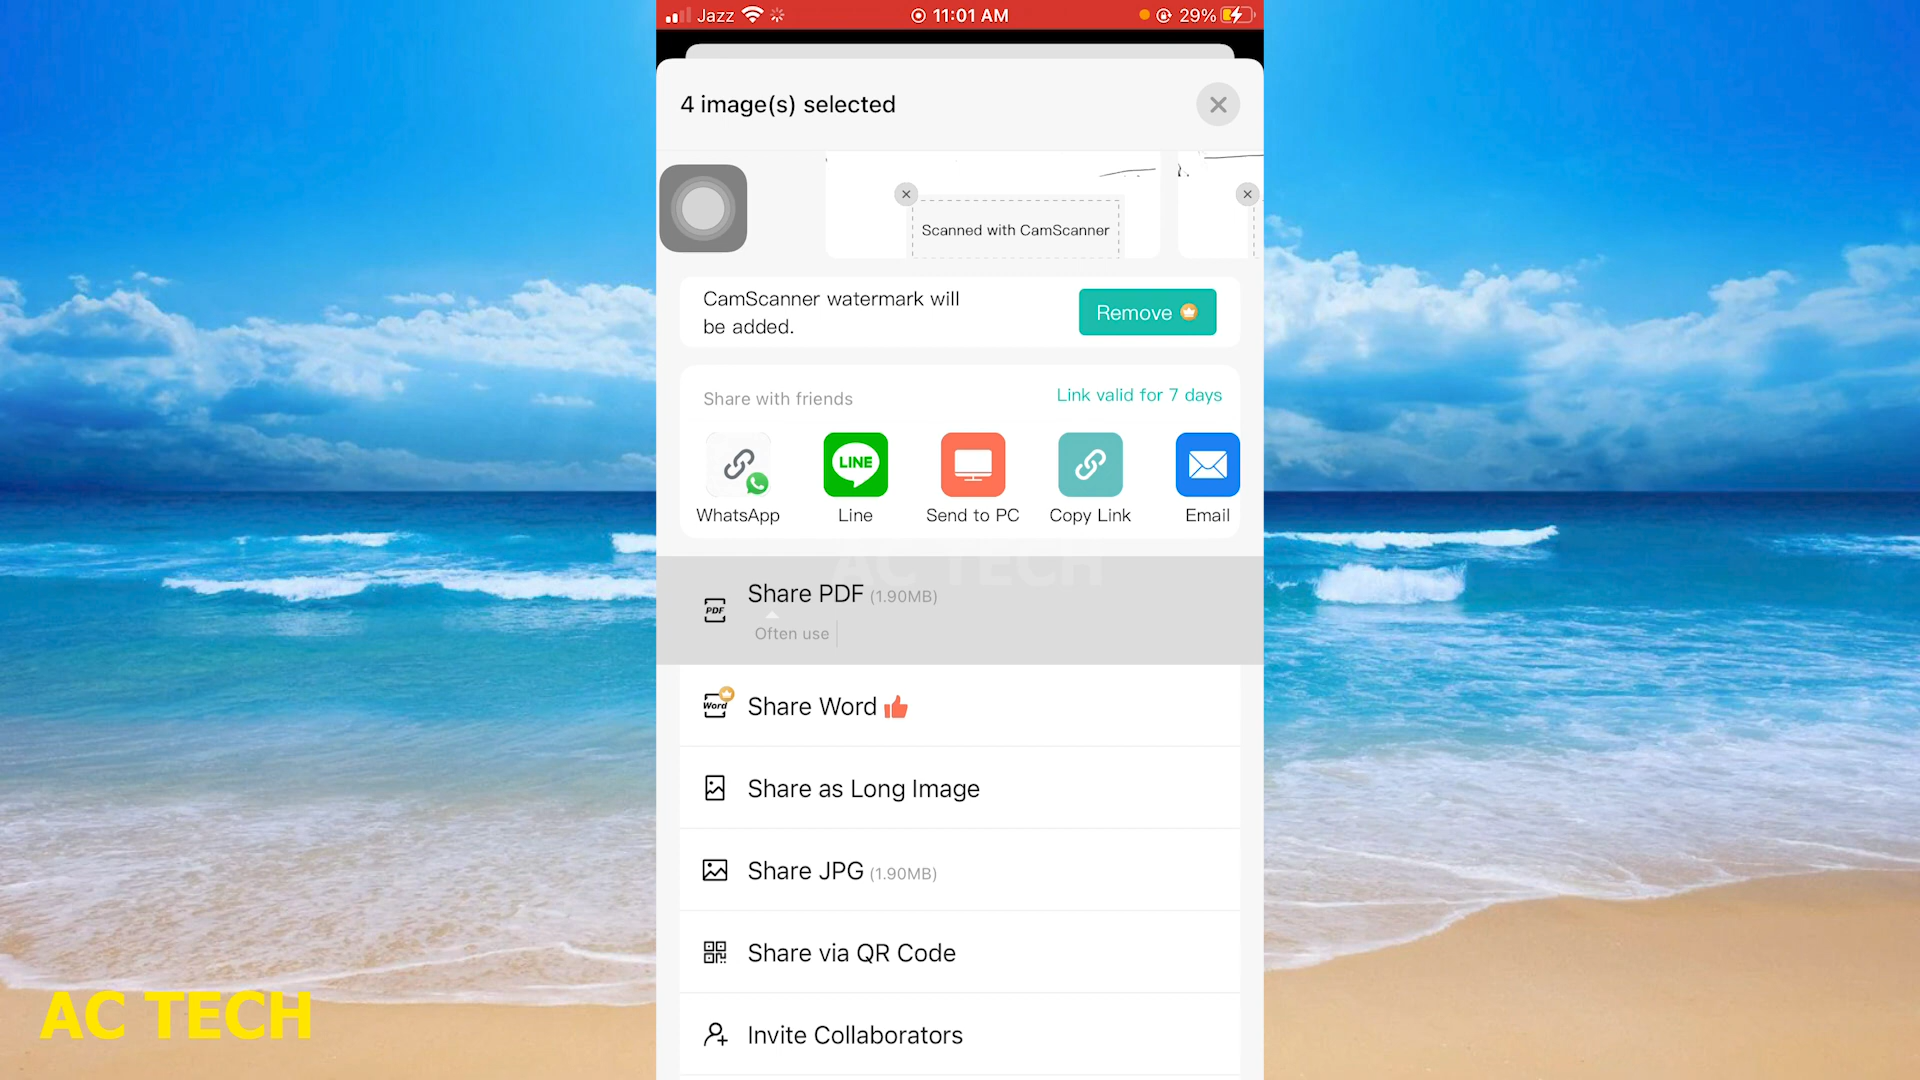 Jazz 11:01 AM 29%
4 image(s) selected
Scanned with CamScanner
CamScanner watermark will
be added.
Remove
Share with friends
Link valid for 7 days
LINE
WhatsApp
Line
Send to PC
Copy Link
Email
AC TECH
PDF
Share PDF (1.90MB)
Often use
Word
Share Word
Share as Long Image
Share JPG (1.90MB)
Share via QR Code
Invite Collaborators
AC TECH